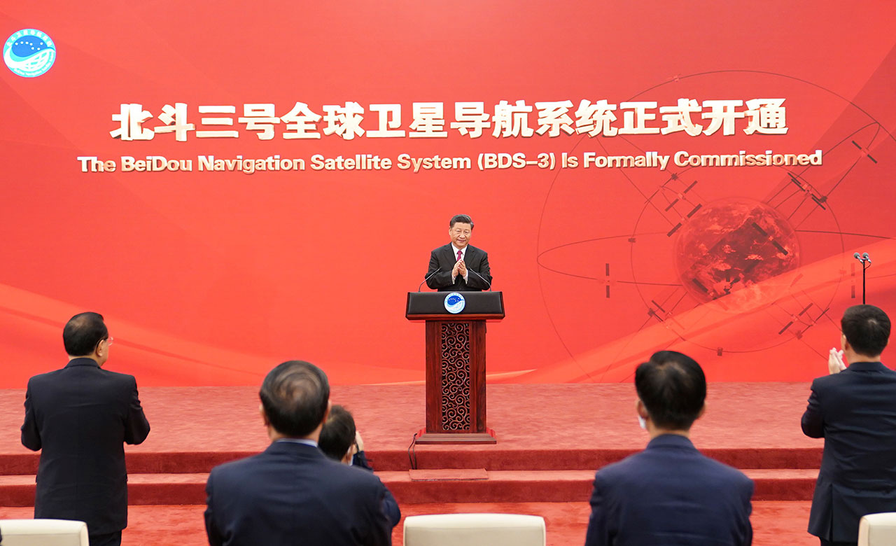 北斗三号全球卫星导航系统正式开通
The BeiDou Navigation Satellite System (BDS-3) Is Formally Commissioned